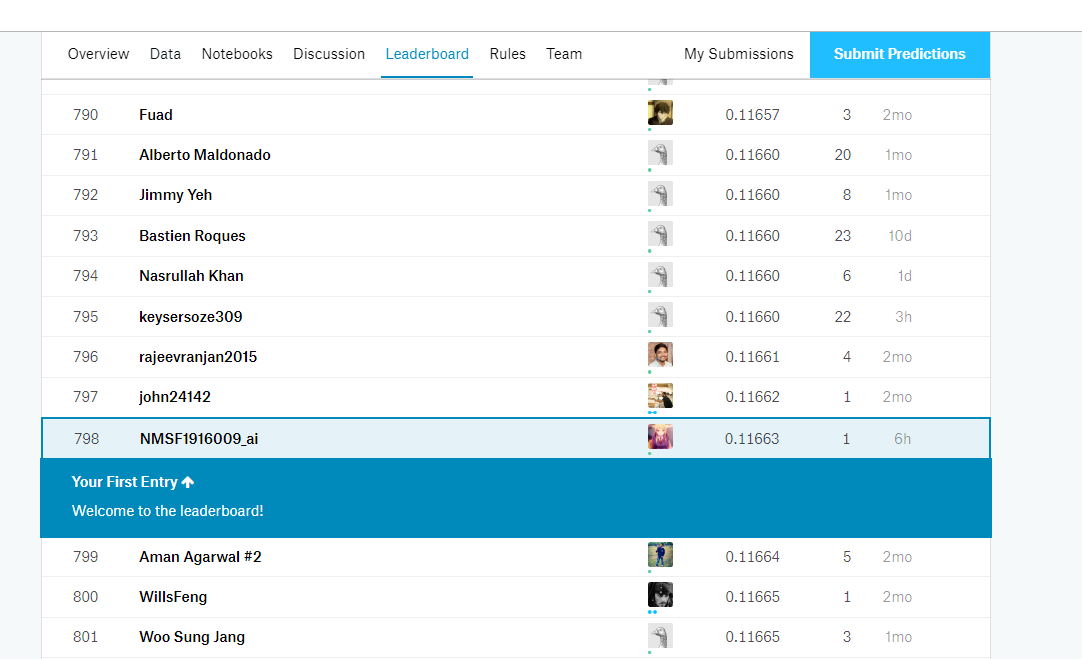 Overview Data Notebooks Discussion Leaderboard Rules Team My Submissions Submit Predictions
790 Fuad 0.11657 3 2mo
791 Alberto Maldonado 0.11660 20 1mo
792 Jimmy Yeh 0.11660 8 1mo
793 Bastien Roques 0.11660 23 10d
794 Nasrullah Khan 0.11660 6 1d
795 keysersoze309 0.11660 22 3h
796 rajeevranjan2015 0.11661 4 2mo
797 john24142 0.11662 1 2mo
798 NMSF1916009_ai 0.11663 1 6h
Your First Entry
Welcome to the leaderboard!
799 Aman Agarwal #2 0.11664 5 2mo
800 WillsFeng 0.11665 1 2mo
801 Woo Sung Jang 0.11665 3 1mo